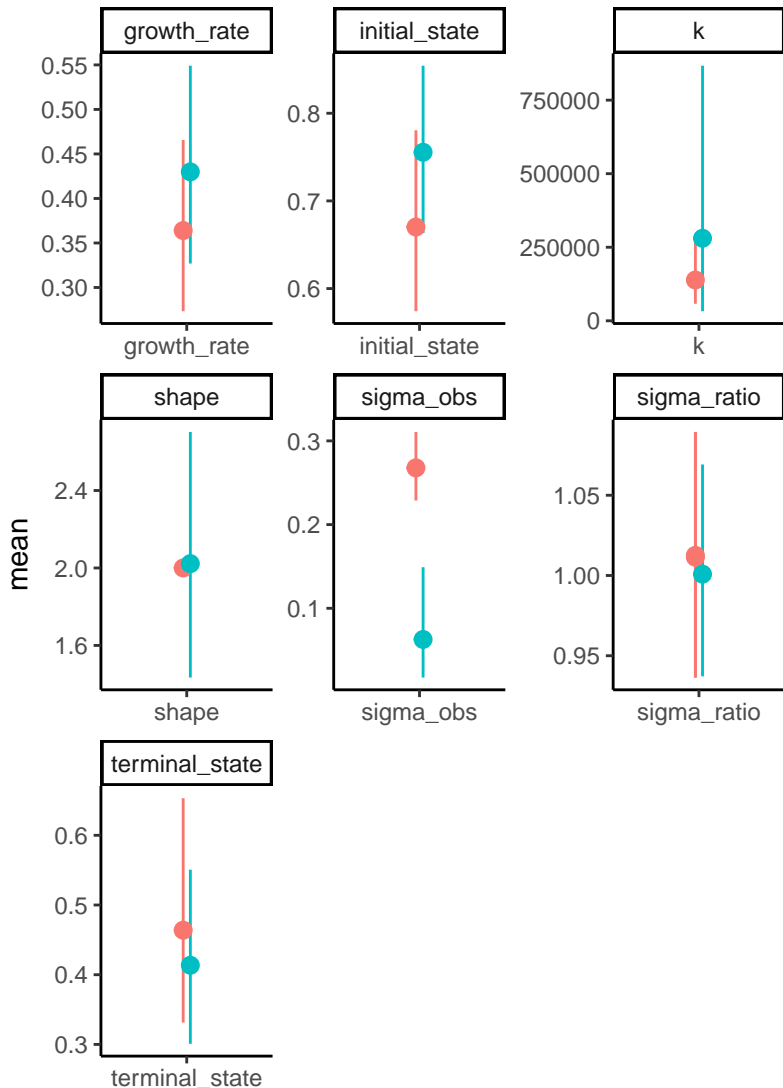 growth_rate
initial_state
k
0.55
0.50
0.45
0.40
0.35
0.30
0.8
0.7
0.6
750000
500000
250000
0
growth_rate
initial_state
k
shape
sigma_obs
sigma_ratio
mean
2.4
2.0
1.6
0.3
0.2
0.1
1.05
1.00
0.95
shape
sigma_obs
sigma_ratio
terminal_state
0.6
0.5
0.4
0.3
terminal_state